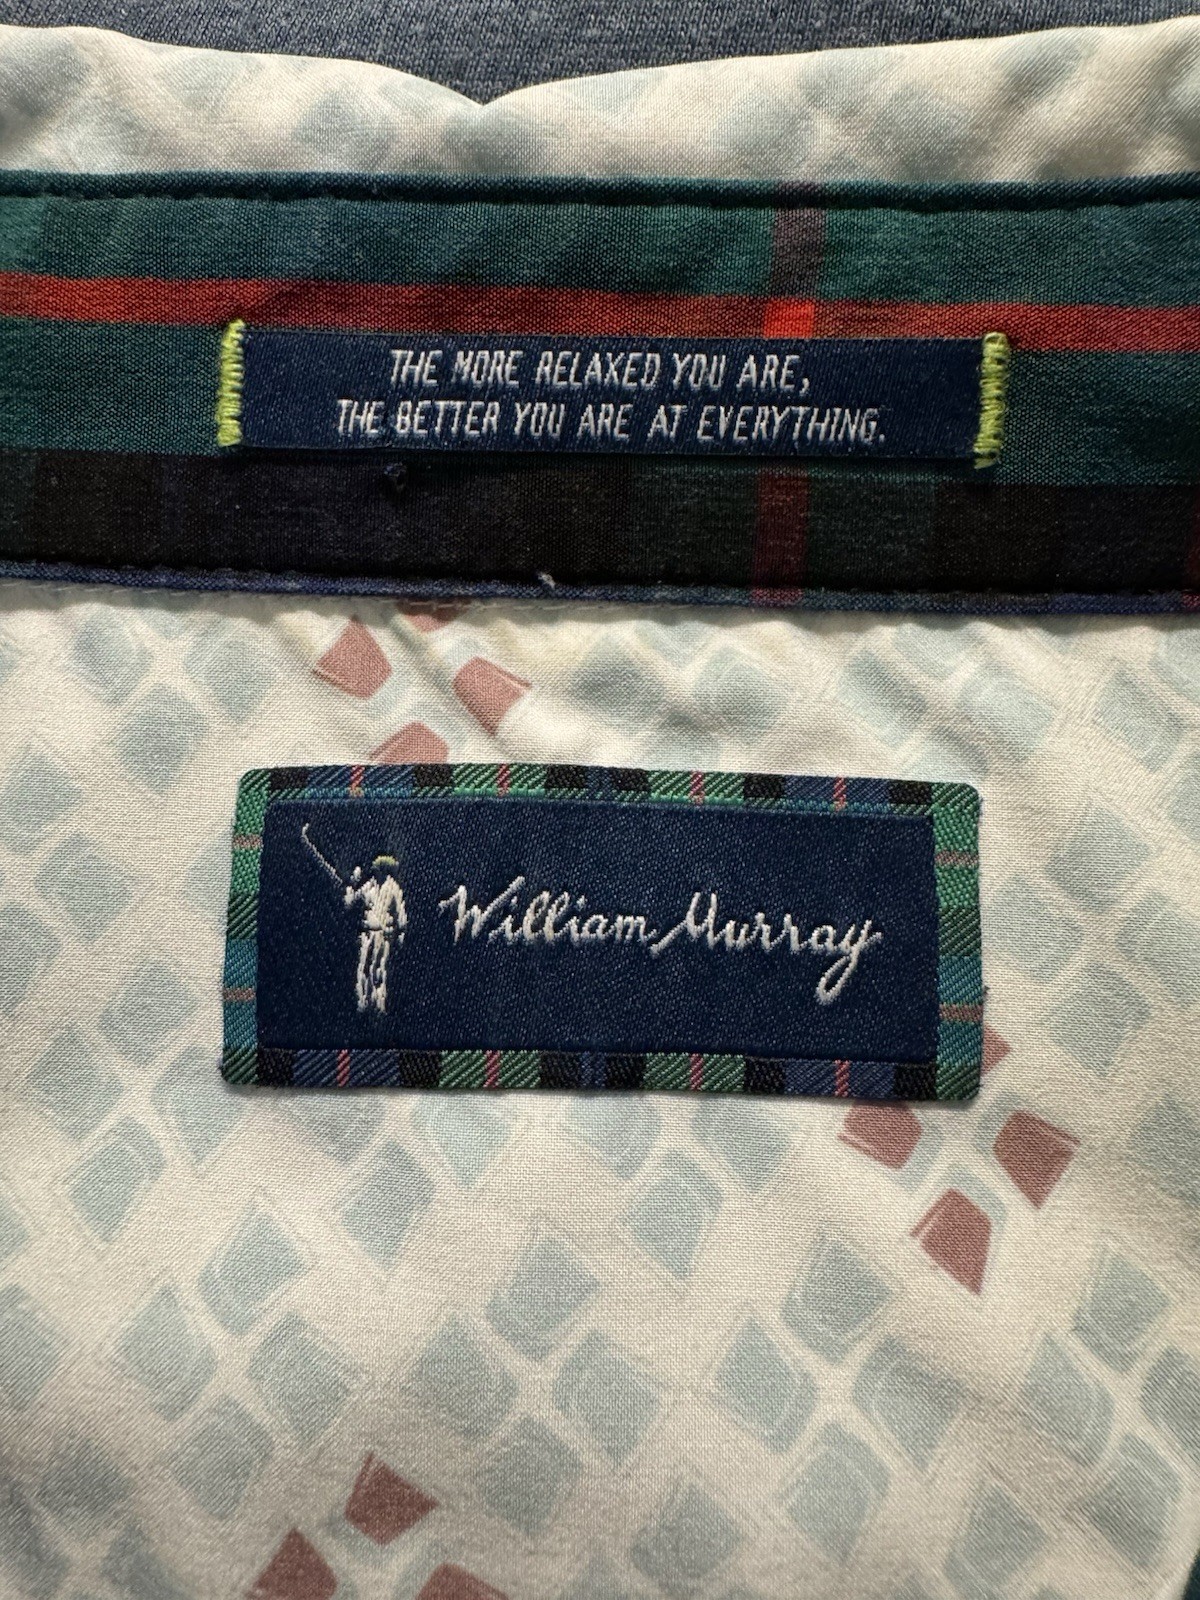 THE MORE RELAXED YOU ARE,
THE BETTER YOU ARE AT EVERYTHING.
William Murray